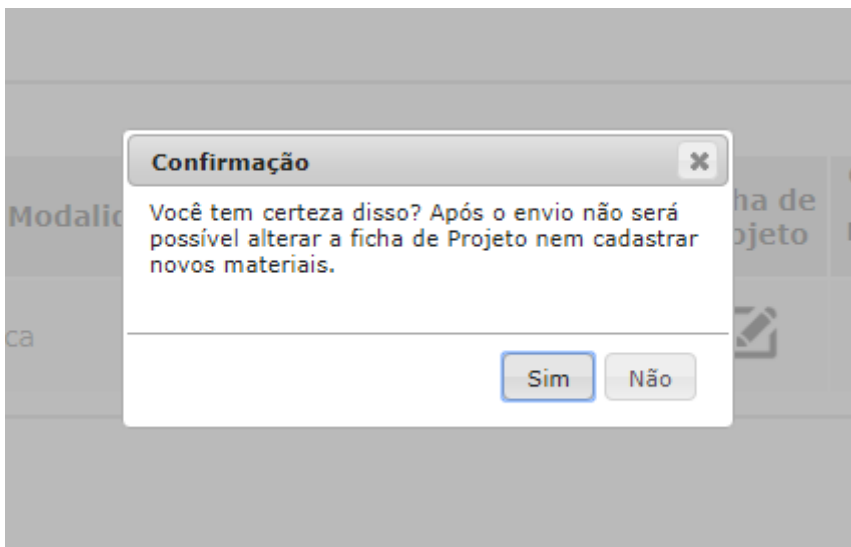 Confirmação
Você tem certeza disso? Após o envio não será
possível alterar a ficha de Projeto nem cadastrar
novos materiais.
Sim Não